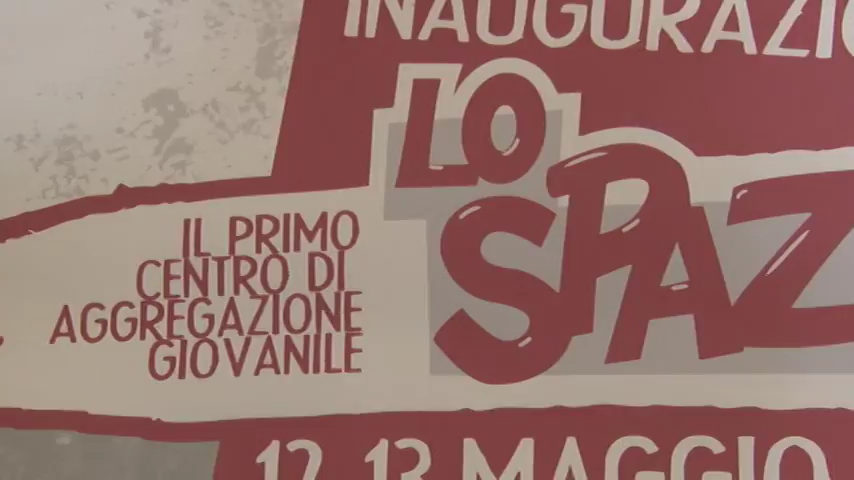 INAUGURAZIO
LO
SPAZ
IL PRIMO
CENTRO DI
AGGREGAZIONE
GIOVANILE
12 13 MAGGIO